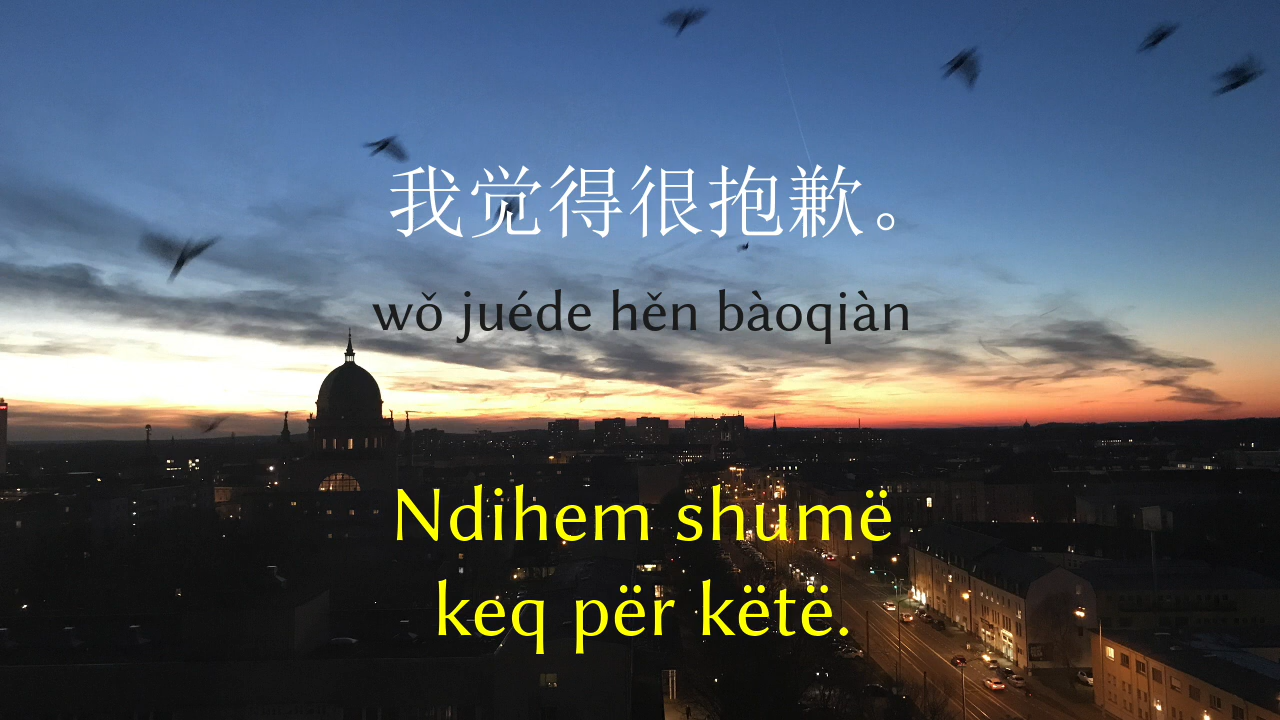 我觉得很抱歉。
wǒ juéde hěn bàoqiàn
Ndihem shumë
keq për këtë.